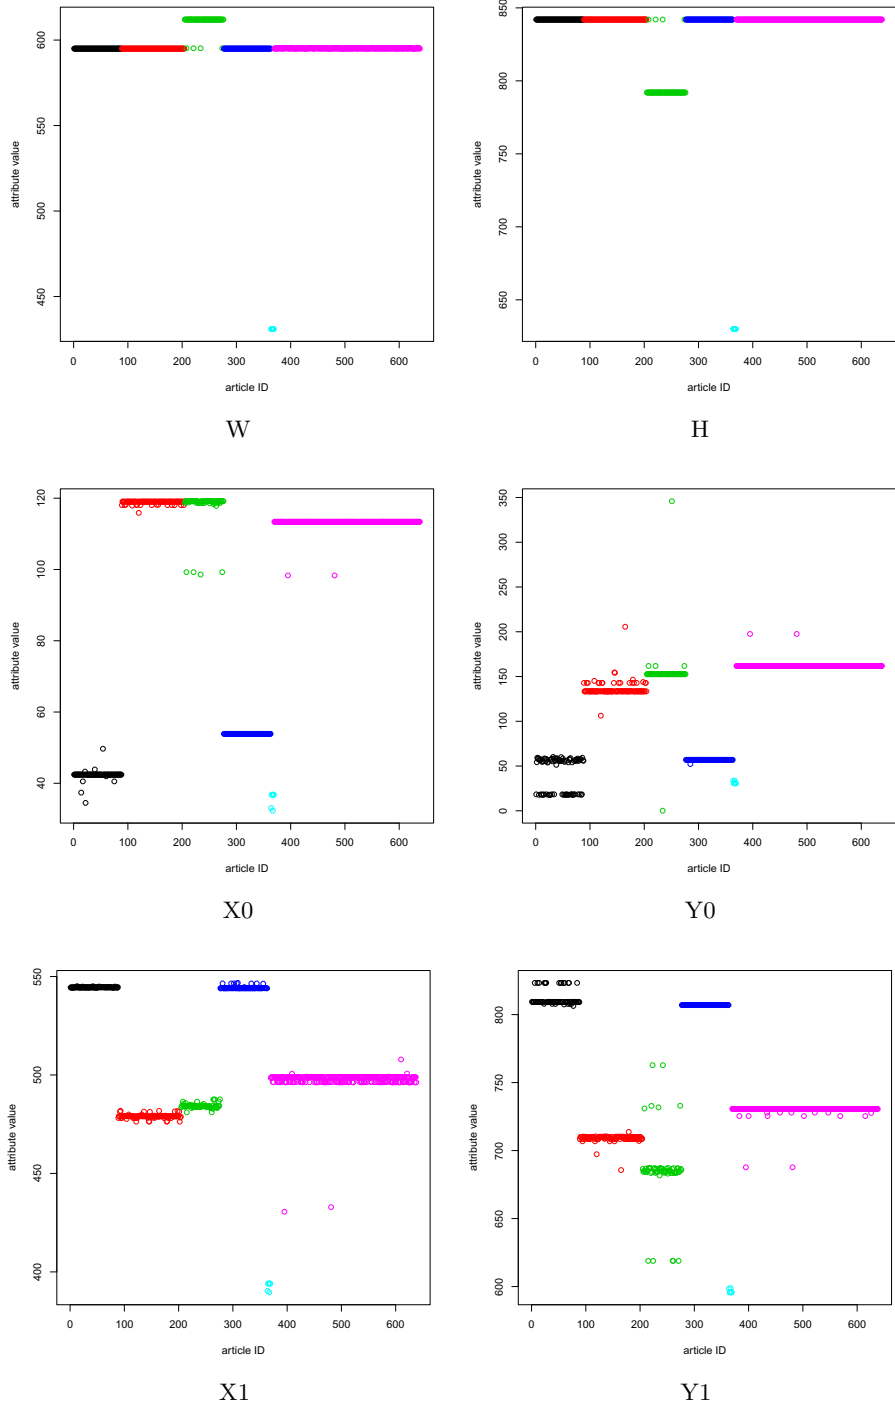 600
550
500
450
attribute value
0 100 200 300 400 500 600
article ID
W
850
800
750
700
650
attribute value
0 100 200 300 400 500 600
article ID
H
120
100
80
60
40
attribute value
0 100 200 300 400 500 600
article ID
X0
350
300
250
200
150
100
50
0
attribute value
0 100 200 300 400 500 600
article ID
Y0
550
500
450
400
attribute value
0 100 200 300 400 500 600
article ID
X1
800
750
700
650
600
attribute value
0 100 200 300 400 500 600
article ID
Y1